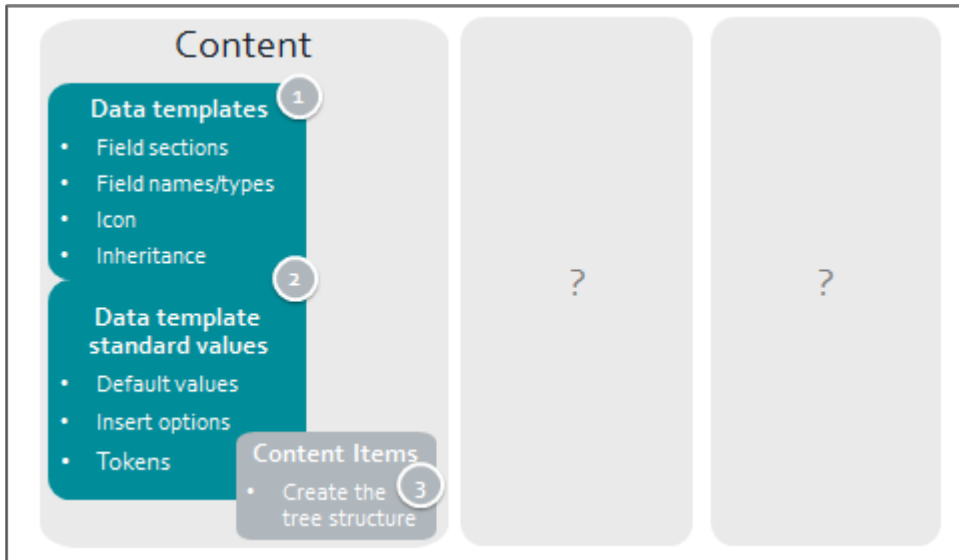 Content
Data templates
1
• Field sections
• Field names/types
• Icon
• Inheritance
2
Data template
standard values
• Default values
• Insert options
• Tokens
Content Items
• Create the
tree structure
3
?
?